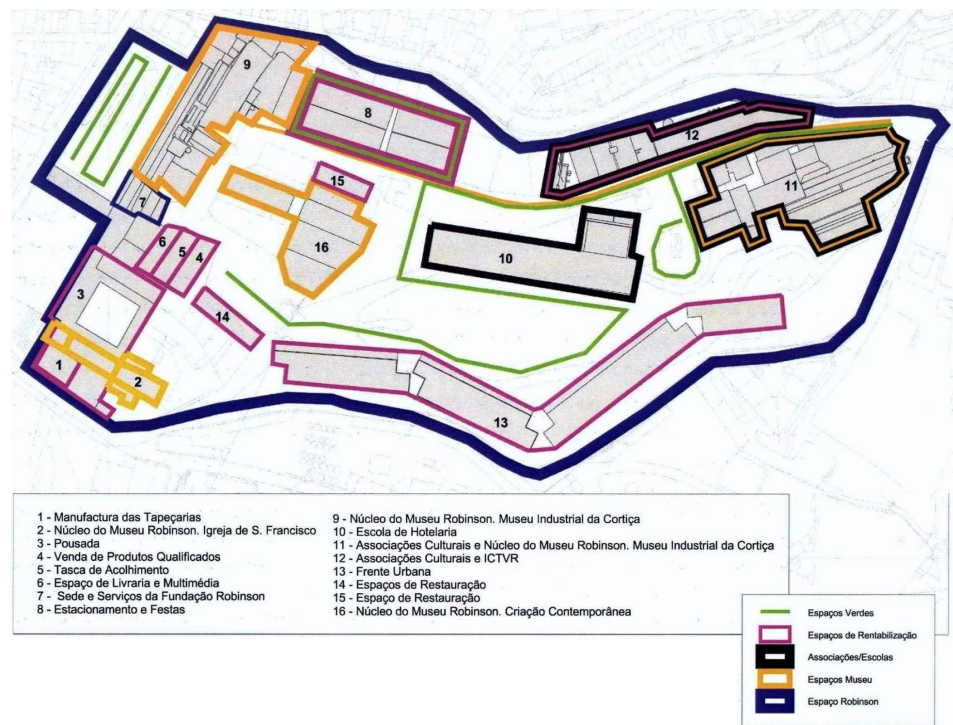 9
8
12
15
11
7
16
6
5
4
10
3
14
1
2
13
1 - Manufactura das Tapeçarias
2 - Núcleo do Museu Robinson. Igreja de S. Francisco
3 - Pousada
4 - Venda de Produtos Qualificados
5 - Tasca de Acolhimento
6 - Espaço de Livraria e Multimédia
7 - Sede e Serviços da Fundação Robinson
8 - Estacionamento e Festas
9 - Núcleo do Museu Robinson. Museu Industrial da Cortiça
10 - Escola de Hotelaria
11 - Associações Culturais e Núcleo do Museu Robinson. Museu Industrial da Cortiça
12 - Associações Culturais e ICTVR
13 - Frente Urbana
14 - Espaços de Restauração
15 - Espaço de Restauração
16 - Núcleo do Museu Robinson. Criação Contemporânea
Espaços Verdes
Espaços de Rentabilização
Associações/Escolas
Espaços Museu
Espaço Robinson